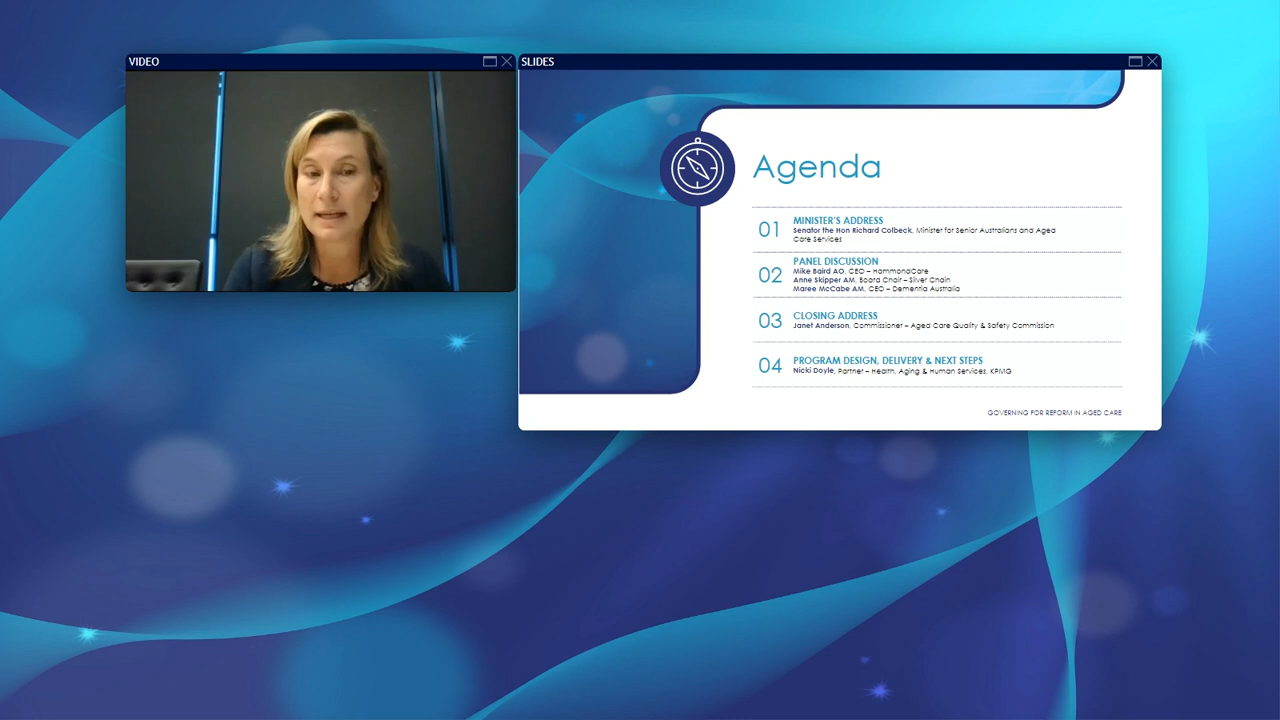 VIDEO
SLIDES
Agenda
01
MINISTER'S ADDRESS
Senator the Hon Richard Colbeck, Minister for Senior Australians and Aged
Care Services
02
PANEL DISCUSSION
Mike Baird AO, CEO – HammondCare
Anne Skipper AM, Board Chair – Silver Chain
Maree McCabe AM, CEO – Dementia Australia
03
CLOSING ADDRESS
Janet Anderson, Commissioner – Aged Care Quality & Safety Commission
04
PROGRAM DESIGN, DELIVERY & NEXT STEPS
Nicki Doyle, Partner – Health, Aging & Human Services, KPMG
GOVERNING FOR REFORM IN AGED CARE